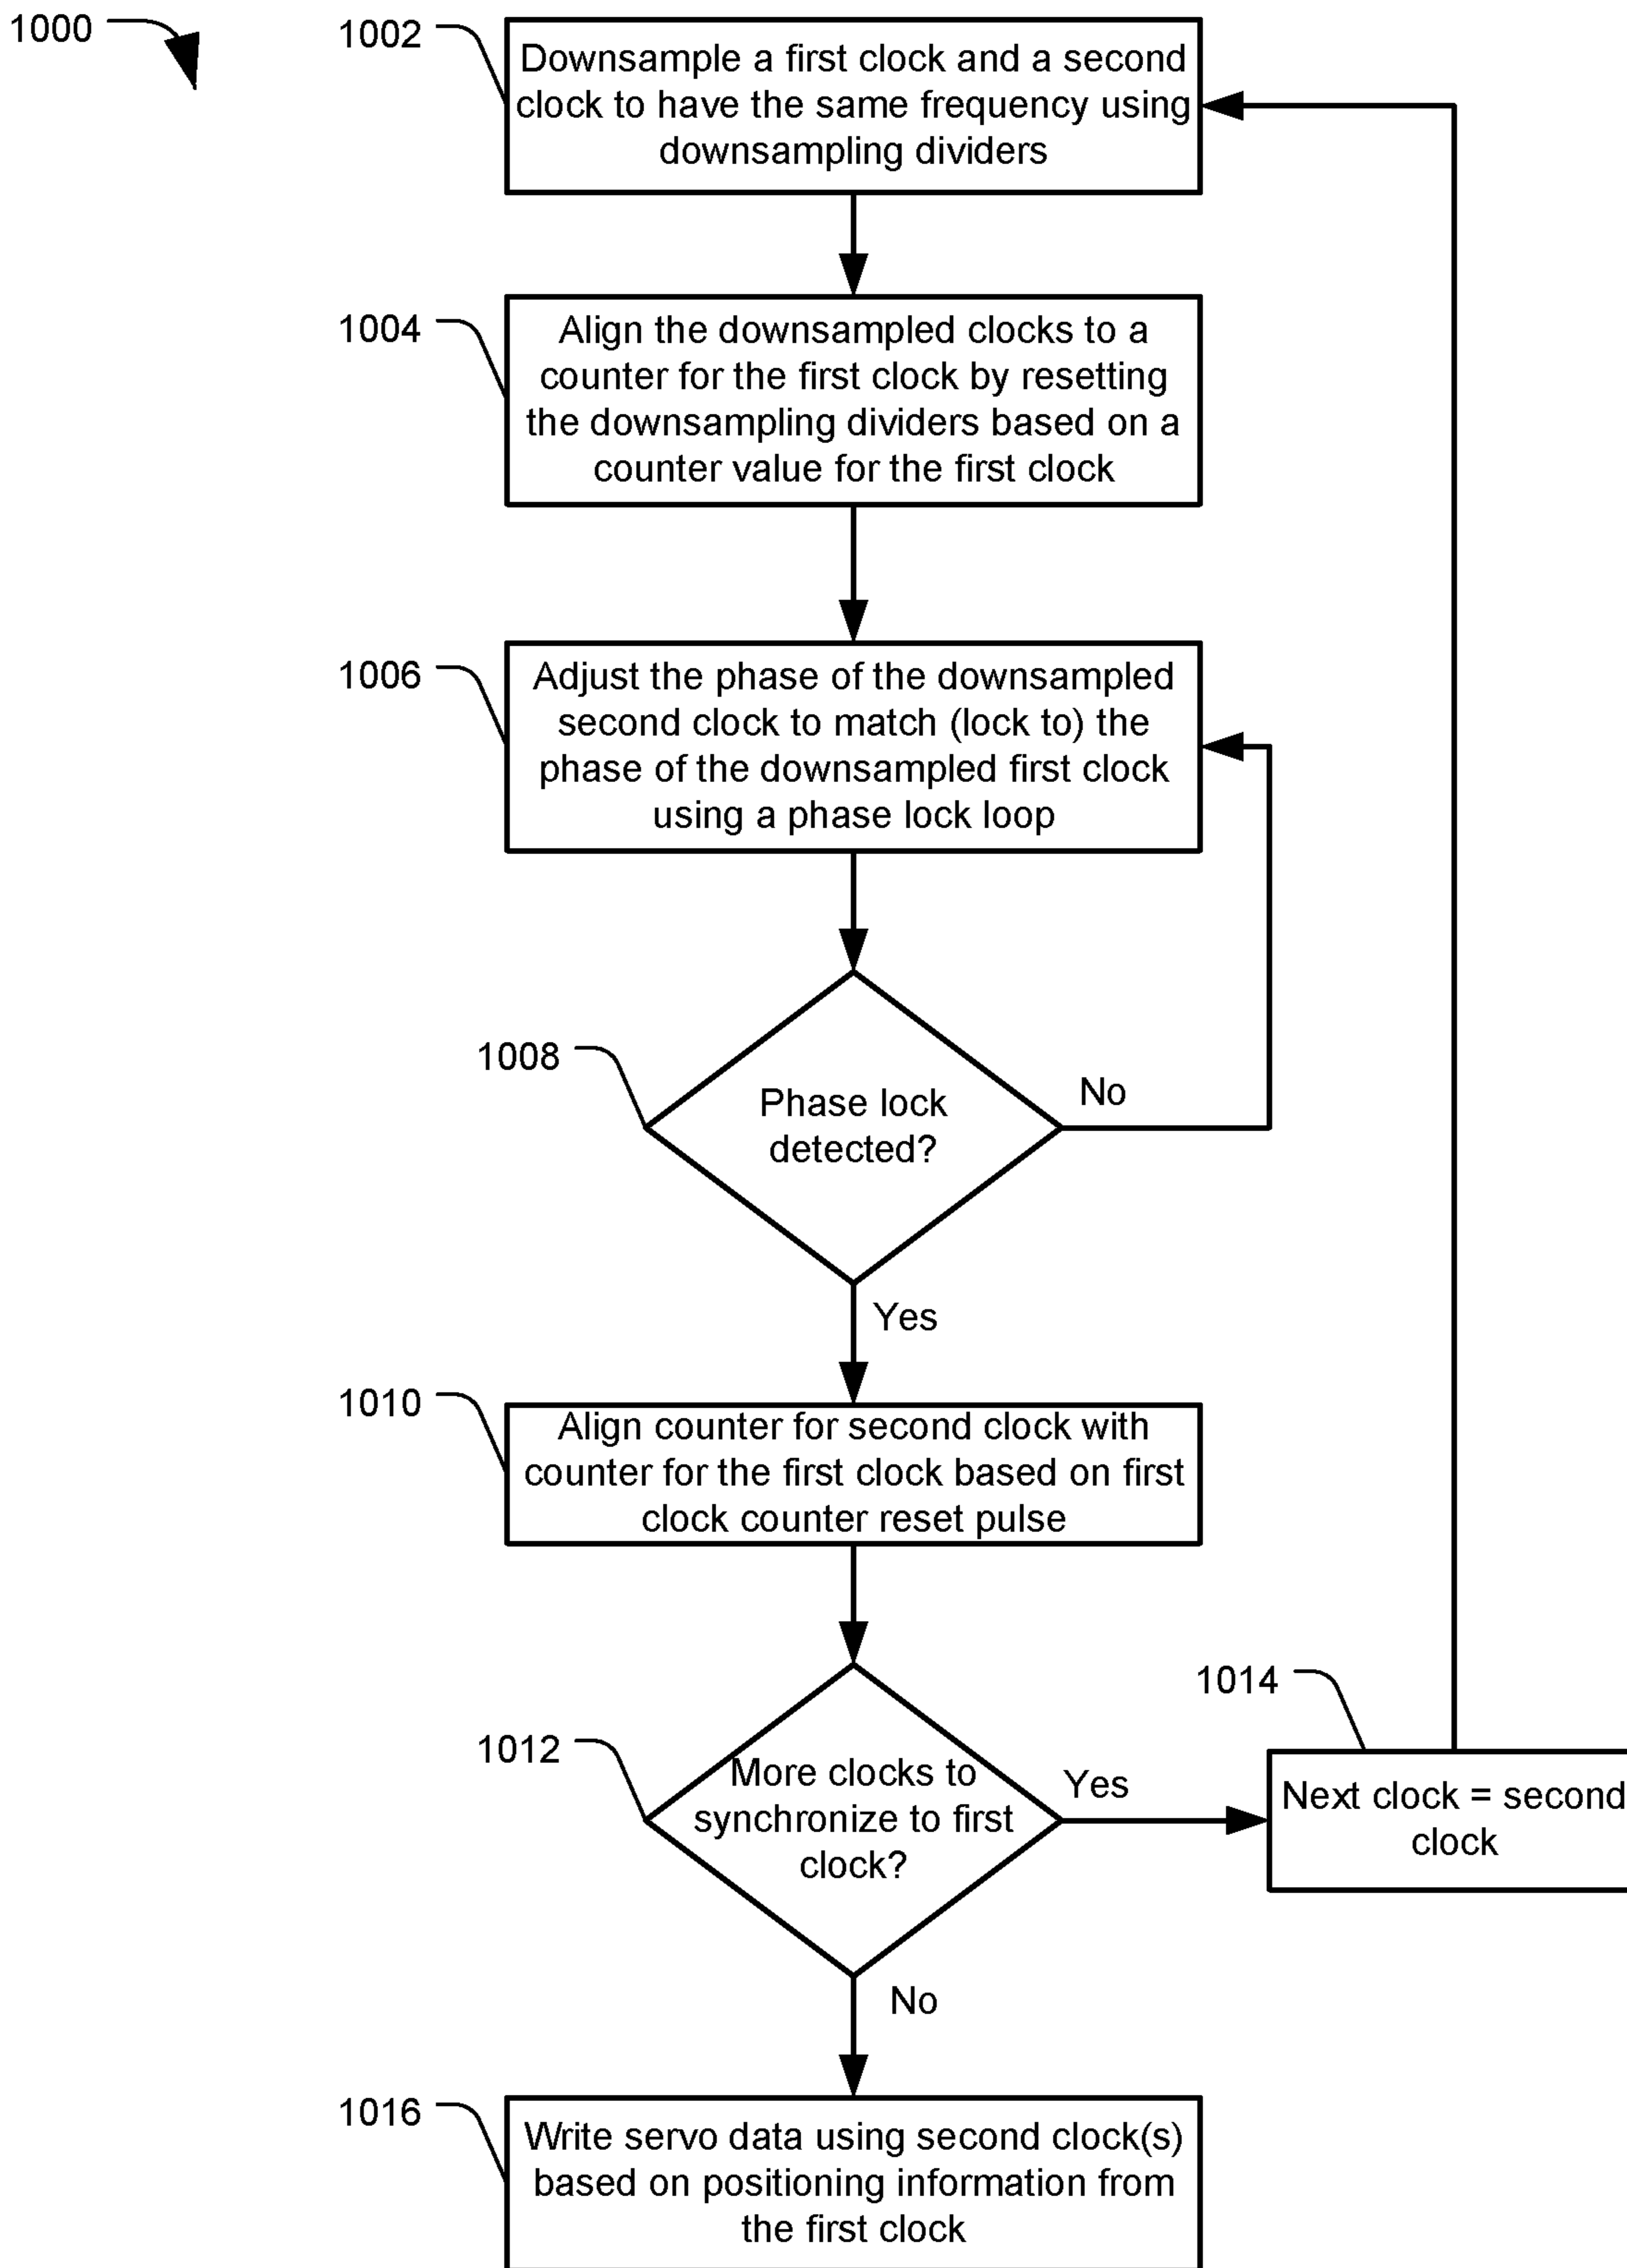 1000
1002
Downsample a first clock and a second
clock to have the same frequency using
downsampling dividers
1004
Align the downsampled clocks to a
counter for the first clock by resetting
the downsampling dividers based on a
counter value for the first clock
1006
Adjust the phase of the downsampled
second clock to match (lock to) the
phase of the downsampled first clock
using a phase lock loop
1008
Phase lock
detected?
No
Yes
1010
Align counter for second clock with
counter for the first clock based on first
clock counter reset pulse
1012
More clocks to
synchronize to first
clock?
Yes
1014
Next clock = second
clock
No
1016
Write servo data using second clock(s)
based on positioning information from
the first clock